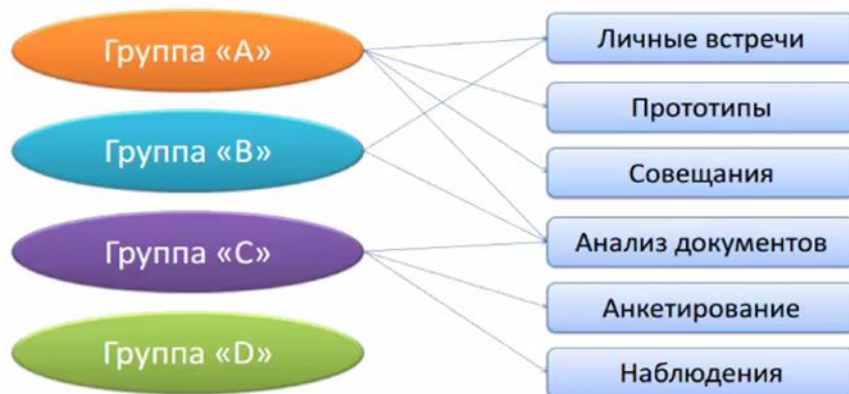 Группа «А»
Группа «В»
Группа «С»
Группа «D»
Личные встречи
Прототипы
Совещания
Анализ документов
Анкетирование
Наблюдения